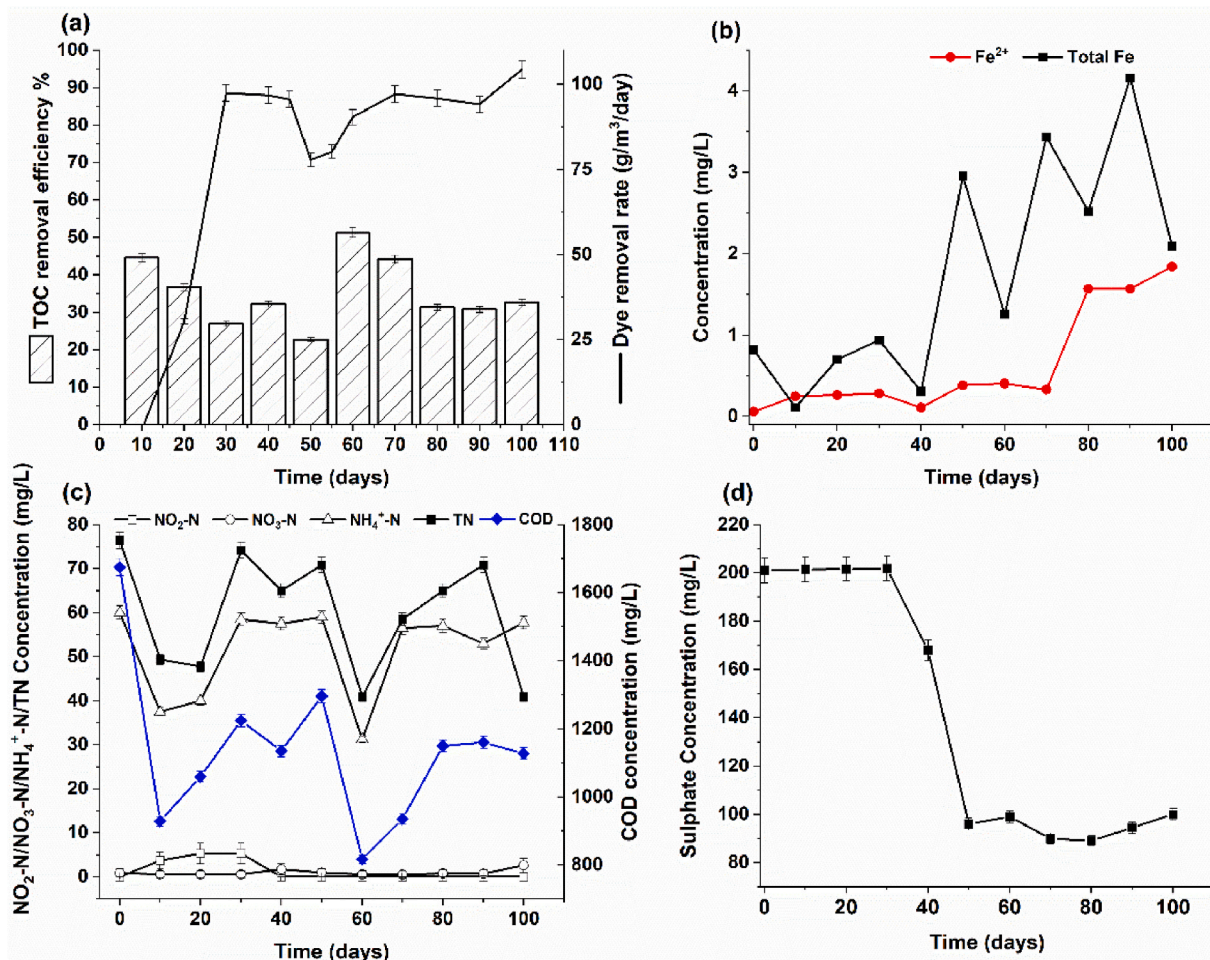 (a)
TOC removal efficiency %
100
90
80
70
60
50
40
30
20
10
0
0 10 20 30 40 50 60 70 80 90 100
Time (days)
100
75
50
25
0
Dye removal rate (g/m³/day)
(b)
Fe²⁺ Total Fe
Concentration (mg/L)
4
3
2
1
0
0 20 40 60 80 100
Time (days)
(c)
NO₂-N NO₃-N NH₄⁺-N TN COD
NO₂-N/NO₃-N/NH₄⁺-N/TN Concentration (mg/L)
80
70
60
50
40
30
20
10
0
0 20 40 60 80 100
Time (days)
1800
1600
1400
1200
1000
800
COD concentration (mg/L)
(d)
Sulphate Concentration (mg/L)
220
200
180
160
140
120
100
80
0 20 40 60 80 100
Time (days)